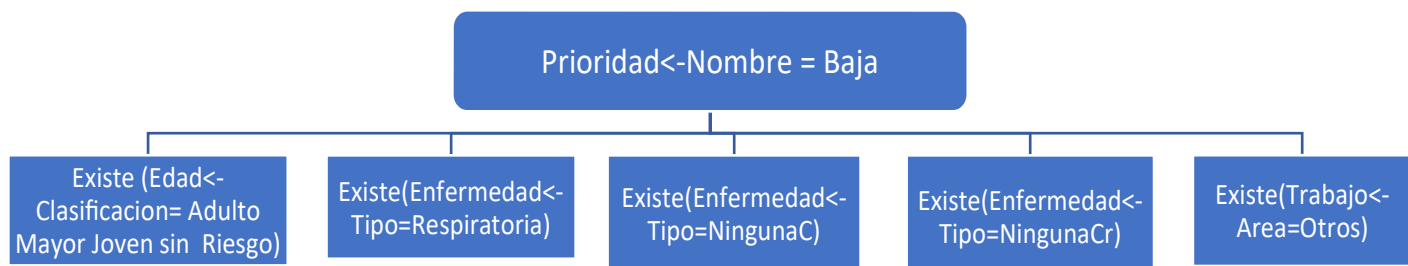 Prioridad<-Nombre = Baja
Existe (Edad<-
Clasificacion= Adulto
Mayor Joven sin  Riesgo)
Existe(Enfermedad<-
Tipo=Respiratoria)
Existe(Enfermedad<-
Tipo=NingunaC)
Existe(Enfermedad<-
Tipo=NingunaCr)
Existe(Trabajo<-
Area=Otros)